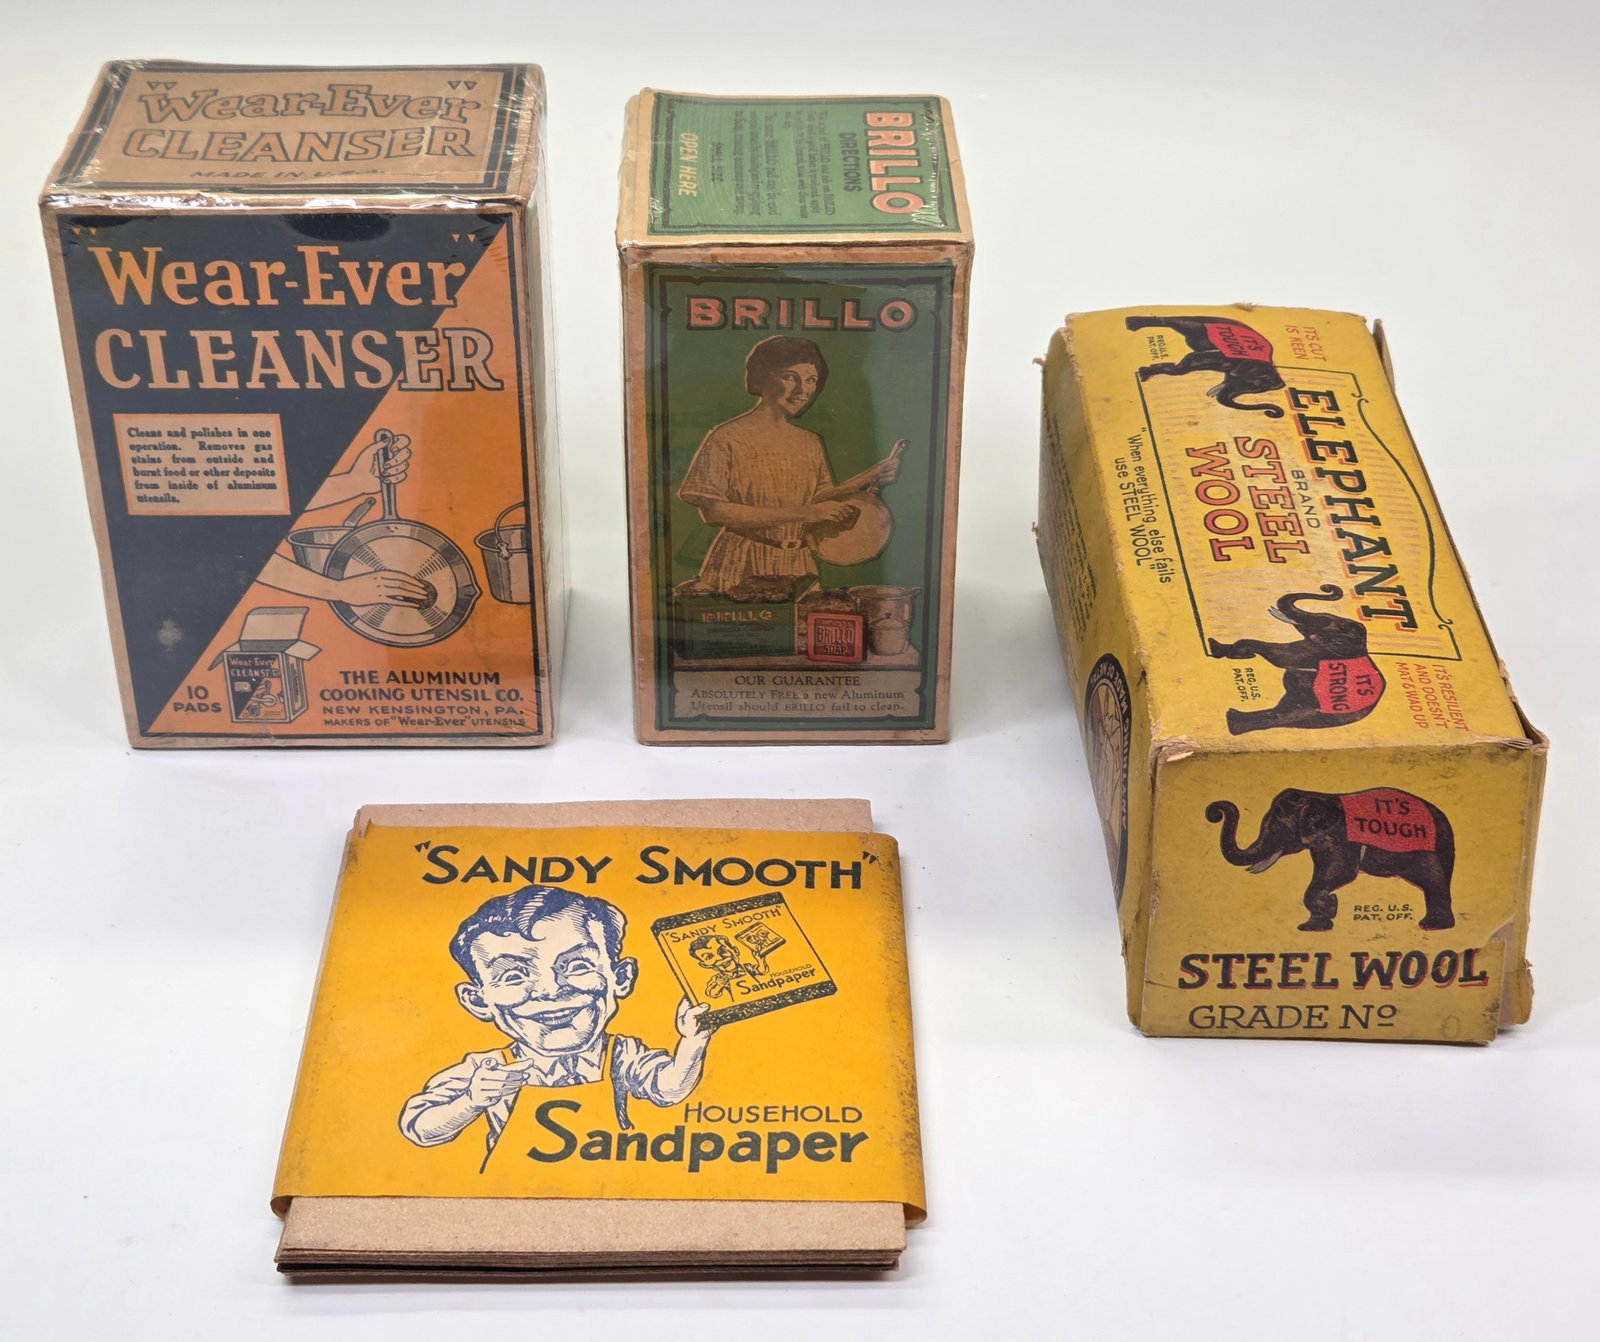 "Wear-Ever"
CLEANSER
MADE IN U.S.A.
"Wear-Ever"
CLEANSER
Cleans and polishes in one
operation. Removes gas
stains from outside and
burnt food or other deposits
from inside of aluminum
utensils.
Wear-Ever
CLEANSER
10
PADS
THE ALUMINUM
COOKING UTENSIL CO.
NEW KENSINGTON, PA.
MAKERS OF "Wear-Ever" UTENSILS
BRILLO
DIRECTIONS
OPEN HERE
BRILLO
BRILLO
BRILLO
SOAP
OUR GUARANTEE
ABSOLUTELY FREE a new Aluminum
Utensil should BRILLO fail to clean.
IT'S CUT
IS KEEN
IT'S
TOUGH
REG. U.S.
PAT. OFF.
ELEPHANT
BRAND
STEEL
WOOL
"When everything else fails
use STEEL WOOL"
IT'S
STRONG
REG. U.S.
PAT. OFF.
IT'S RESILIENT
AND DOESN'T
MAT & WAD UP
IT'S
TOUGH
REG. U.S.
PAT. OFF.
STEEL WOOL
GRADE Nº 0
"SANDY SMOOTH"
"SANDY SMOOTH"
HOUSEHOLD
Sandpaper
HOUSEHOLD
Sandpaper